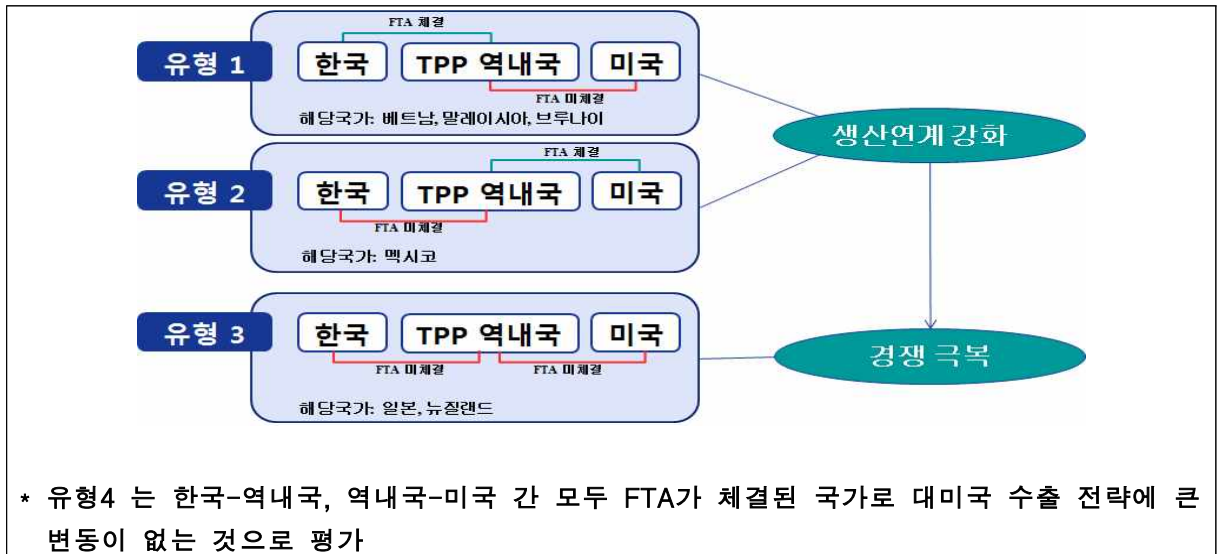 FTA 체결
유형 1 한국 TPP 역내국 미국
FTA 미체결
해당국가: 베트남, 말레이시아, 브루나이
생산연계 강화
FTA 체결
유형 2 한국 TPP 역내국 미국
FTA 미체결
해당국가: 멕시코
유형 3 한국 TPP 역내국 미국
FTA 미체결 FTA 미체결
해당국가: 일본, 뉴질랜드
경쟁 극복
* 유형4 는 한국-역내국, 역내국-미국 간 모두 FTA가 체결된 국가로 대미국 수출 전략에 큰
변동이 없는 것으로 평가